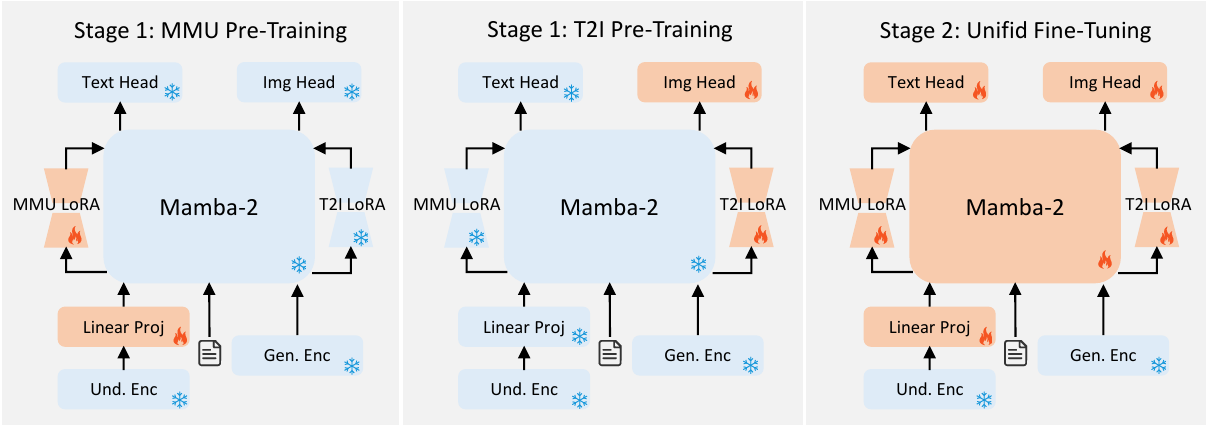 Stage 1: MMU Pre-Training
Text Head
Img Head
MMU LoRA
Mamba-2
T2I LoRA
Linear Proj
Gen. Enc
Und. Enc
Stage 1: T2I Pre-Training
Text Head
Img Head
MMU LoRA
Mamba-2
T2I LoRA
Linear Proj
Gen. Enc
Und. Enc
Stage 2: Unifid Fine-Tuning
Text Head
Img Head
MMU LoRA
Mamba-2
T2I LoRA
Linear Proj
Gen. Enc
Und. Enc